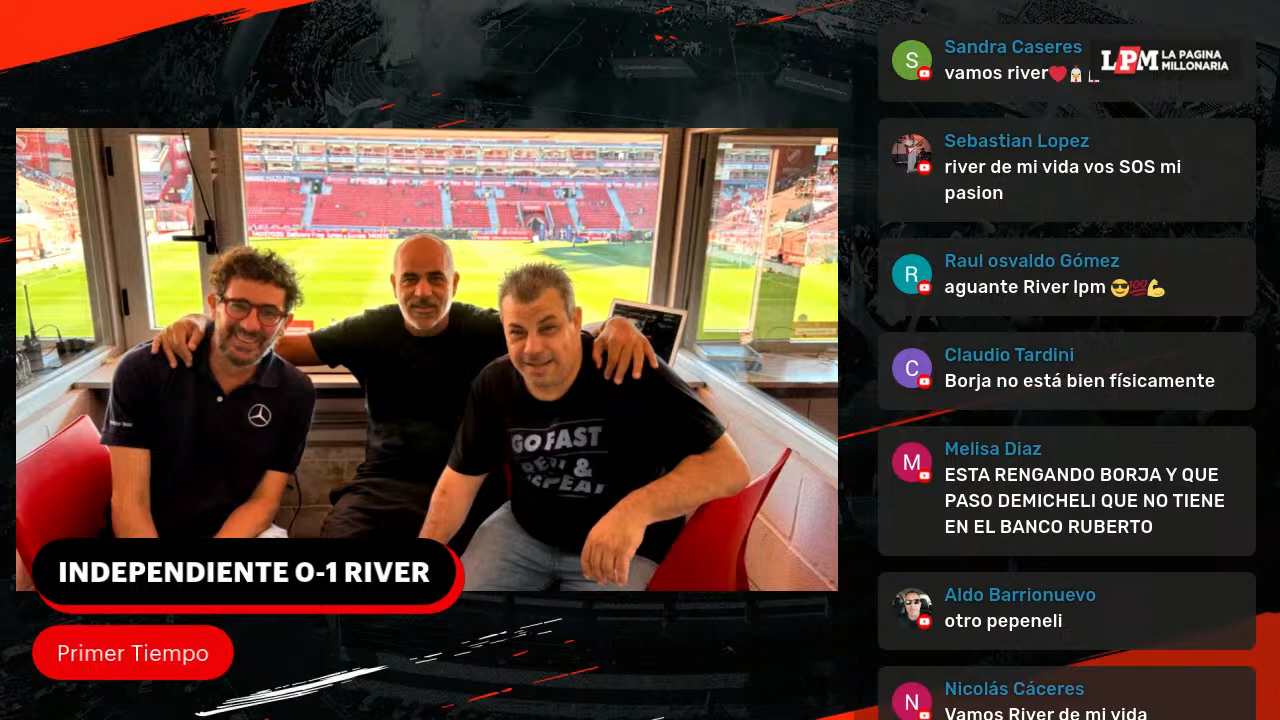 Sandra Caseres
vamos river❤️🐔
LPM LA PAGINA
MILLONARIA
Sebastian Lopez
river de mi vida vos SOS mi
pasion
Raul osvaldo Gómez
aguante River lpm 😎💯💪
Claudio Tardini
Borja no está bien físicamente
Melisa Diaz
ESTA RENGANDO BORJA Y QUE
PASO DEMICHELI QUE NO TIENE
EN EL BANCO RUBERTO
Aldo Barrionuevo
otro pepeneli
Nicolás Cáceres
Vamos River de mi vida
S
R
C
M
N
GO FAST
& 
INDEPENDIENTE 0-1 RIVER
Primer Tiempo